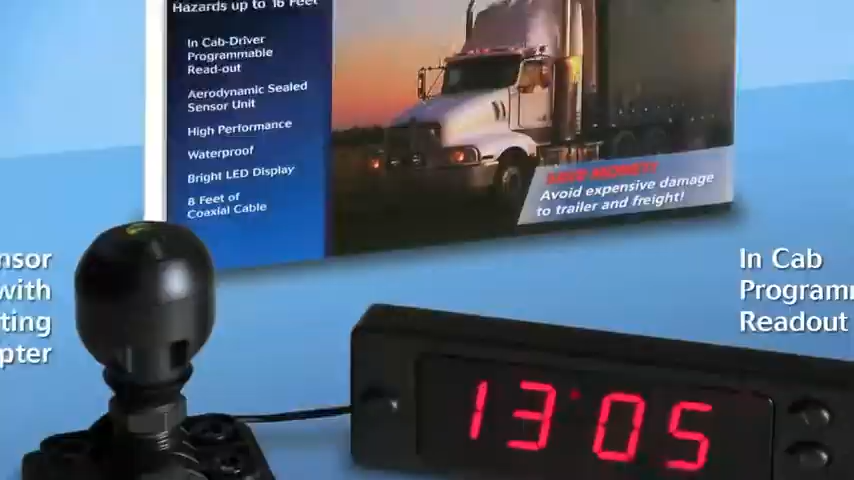 Hazards up to 16 Feet
In Cab-Driver
Programmable
Read-out
Aerodynamic Sealed
Sensor Unit
High Performance
Waterproof
Bright LED Display
8 Feet of
Coaxial Cable
SAVE MONEY!
Avoid expensive damage
to trailer and freight!
nsor
with
ting
pter
In Cab
Programm
Readout
13:05